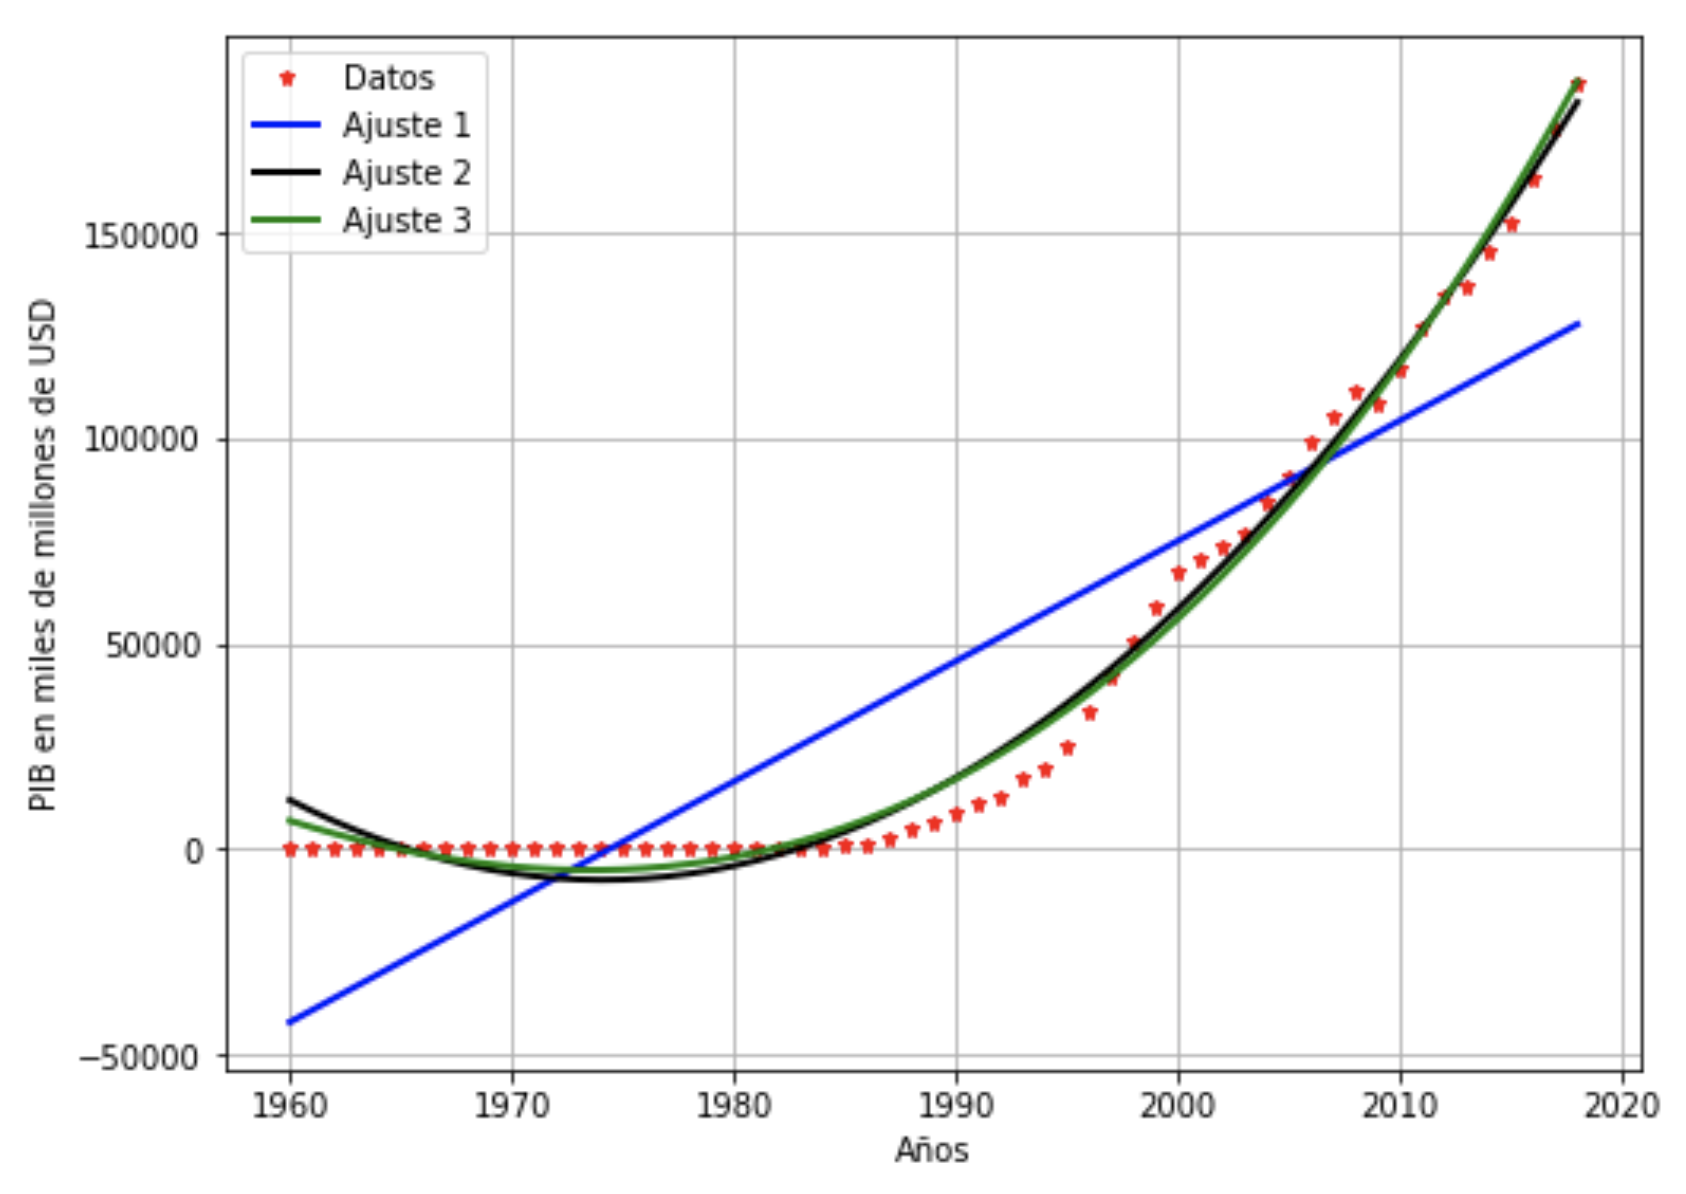 Datos
Ajuste 1
Ajuste 2
Ajuste 3
PIB en miles de millones de USD
150000
100000
50000
0
−50000
1960 1970 1980 1990 2000 2010 2020
Años